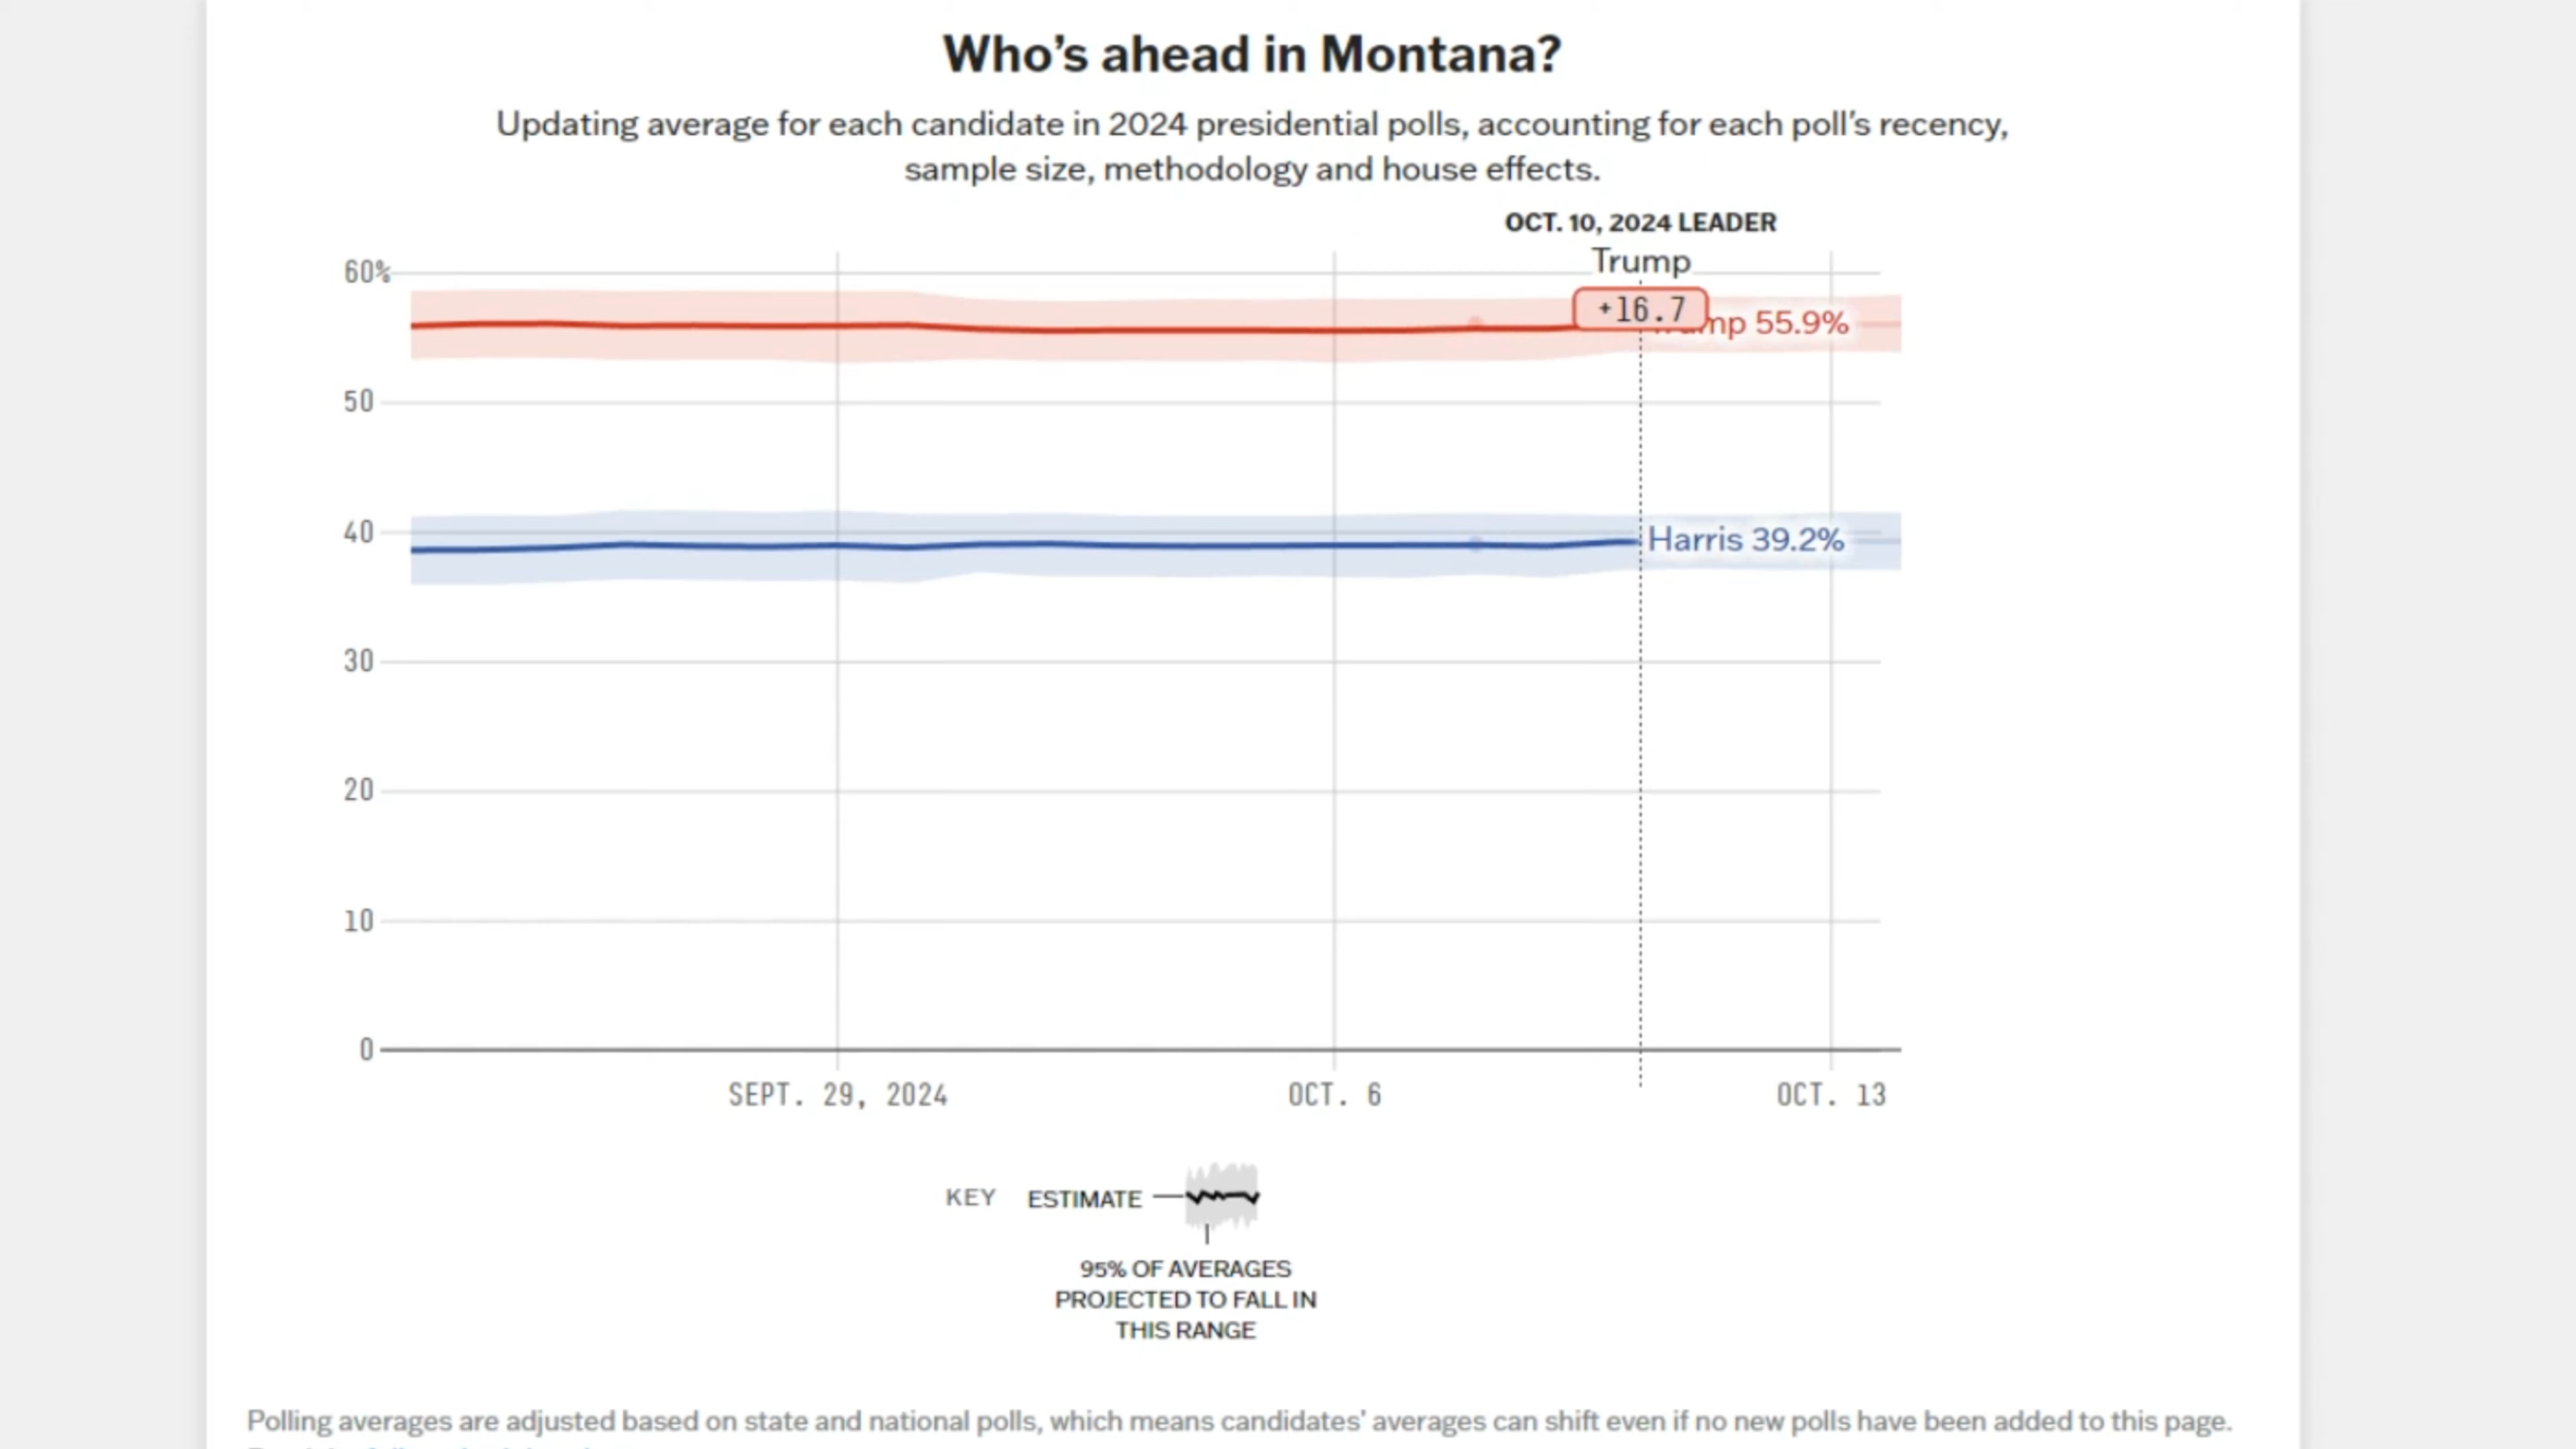 Who's ahead in Montana?
Updating average for each candidate in 2024 presidential polls, accounting for each poll's recency,
sample size, methodology and house effects.
OCT. 10, 2024 LEADER
Trump
60%
+16.7
55.9%
50
40
Harris 39.2%
30
20
10
0
SEPT. 29, 2024
OCT. 6
OCT. 13
KEY ESTIMATE
95% OF AVERAGES
PROJECTED TO FALL IN
THIS RANGE
Polling averages are adjusted based on state and national polls, which means candidates' averages can shift even if no new polls have been added to this page.